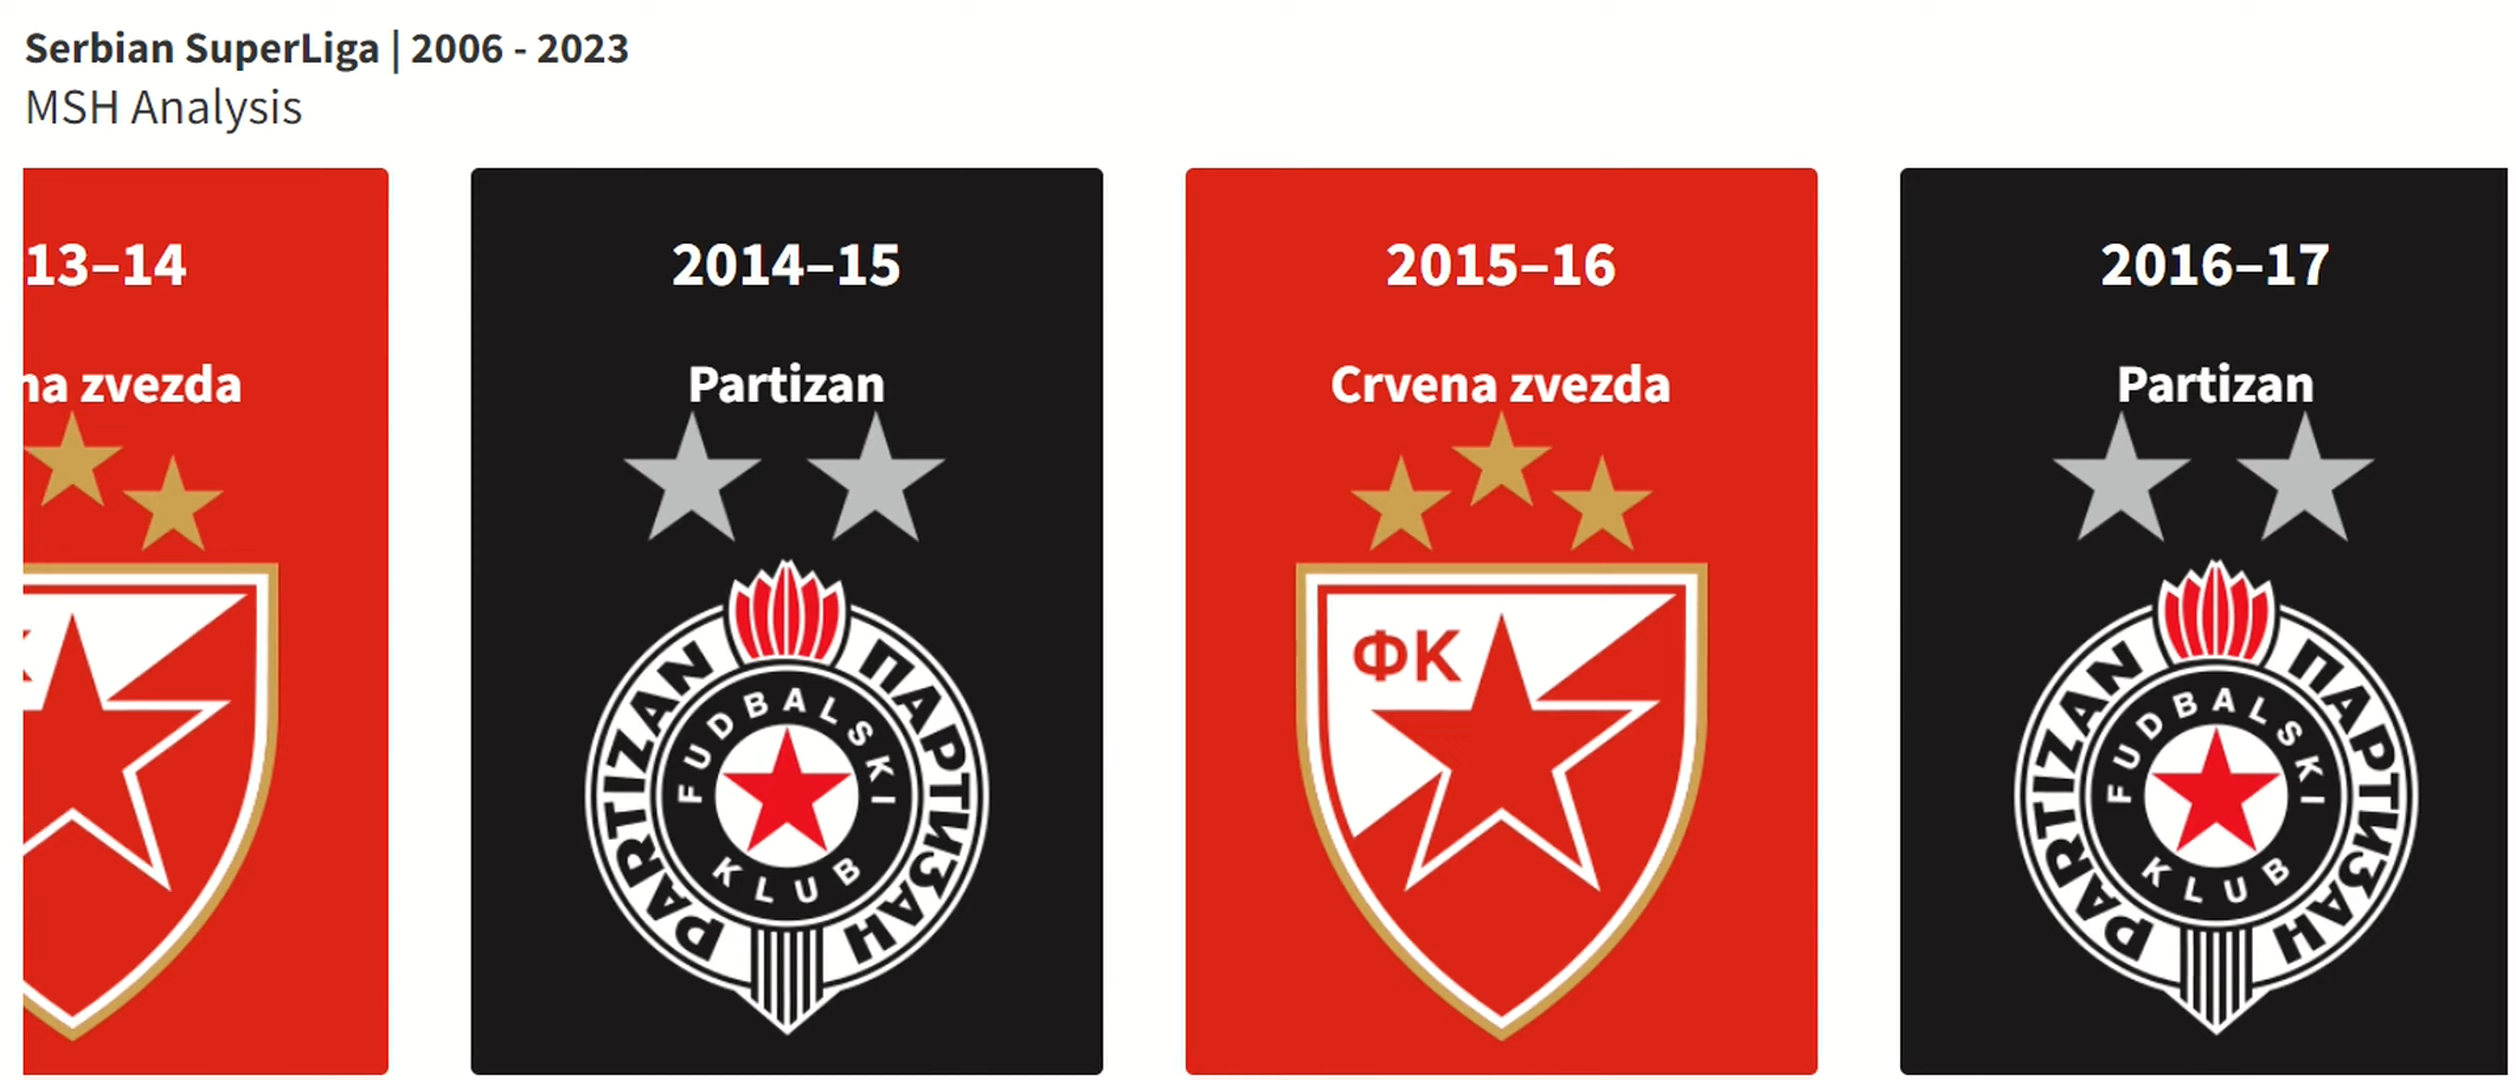 Serbian SuperLiga | 2006 - 2023
MSH Analysis
13–14
na zvezda
2014–15
Partizan
PARTIZAN
ПАРТИЗАН
FUDBALSKI
KLUB
2015–16
Crvena zvezda
ФК
2016–17
Partizan
PARTIZAN
ПАРТИЗАН
FUDBALSKI
KLUB